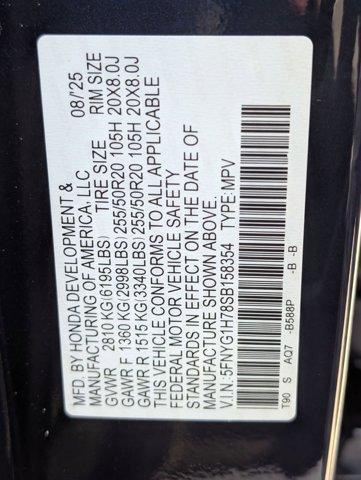 MFD. BY HONDA DEVELOPMENT & 08/'25
MANUFACTURING OF AMERICA, LLC
TIRE SIZE RIM SIZE
GVWR 2810 KG(6195LBS)
GAWR F 1360 KG(2998LBS) 255/50R20 105H 20X8.0J
GAWR R 1515 KG(3340LBS) 255/50R20 105H 20X8.0J
THIS VEHICLE CONFORMS TO ALL APPLICABLE
FEDERAL MOTOR VEHICLE SAFETY
STANDARDS IN EFFECT ON THE DATE OF
MANUFACTURE SHOWN ABOVE.
V.I.N.:5FNYG1H78SB158354 TYPE: MPV
T90 S AQ7 -B588P -B -B